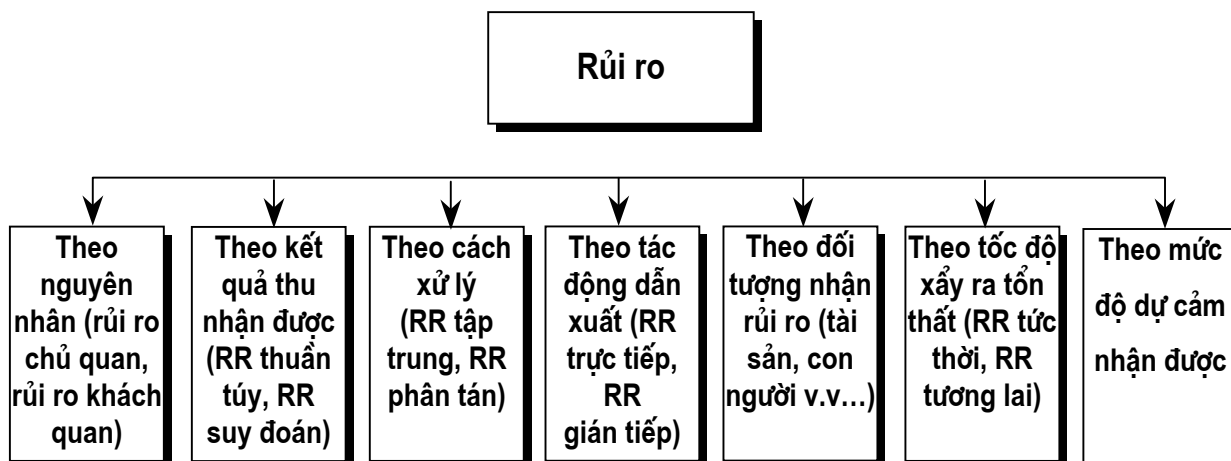 Rủi ro
Theo
nguyên
nhân (rủi ro
chủ quan,
rủi ro khách
quan)
Theo kết
quả thu
nhận được
(RR thuần
túy, RR
suy đoán)
Theo cách
xử lý
(RR tập
trung, RR
phân tán)
Theo tác
động dẫn
xuất (RR
trực tiếp,
RR
gián tiếp)
Theo đối
tượng nhận
rủi ro (tài
sản, con
người v.v…)
Theo tốc độ
xẩy ra tổn
thất (RR tức
thời, RR
tương lai)
Theo mức
độ dự cảm
nhận được